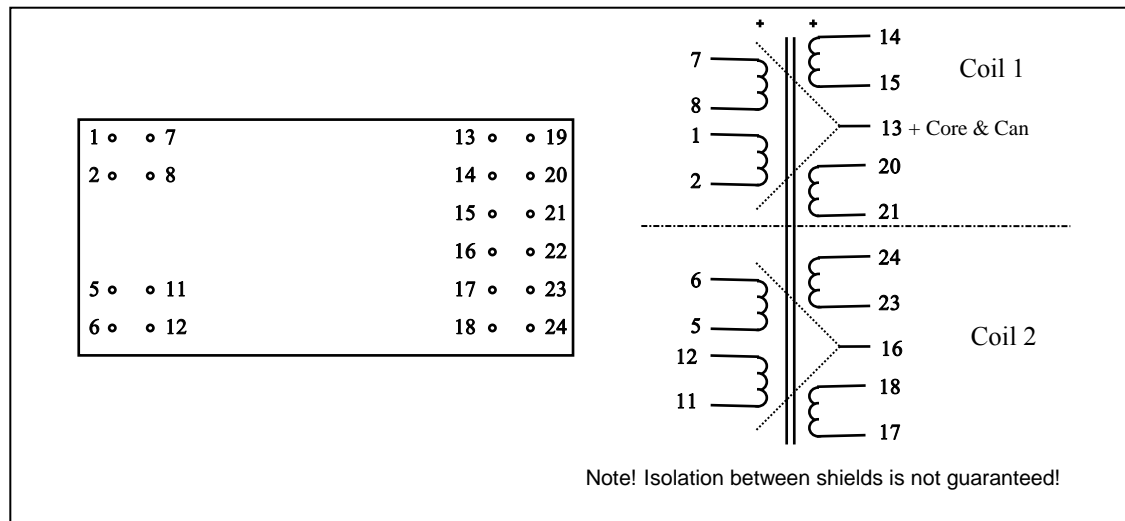 1 7 13 19
2 8 14 20
15 21
16 22
5 11 17 23
6 12 18 24
+ +
7
8
1
2
14
15
Coil 1
13 + Core & Can
20
21
6
5
12
11
24
23
16
Coil 2
18
17
Note! Isolation between shields is not guaranteed!